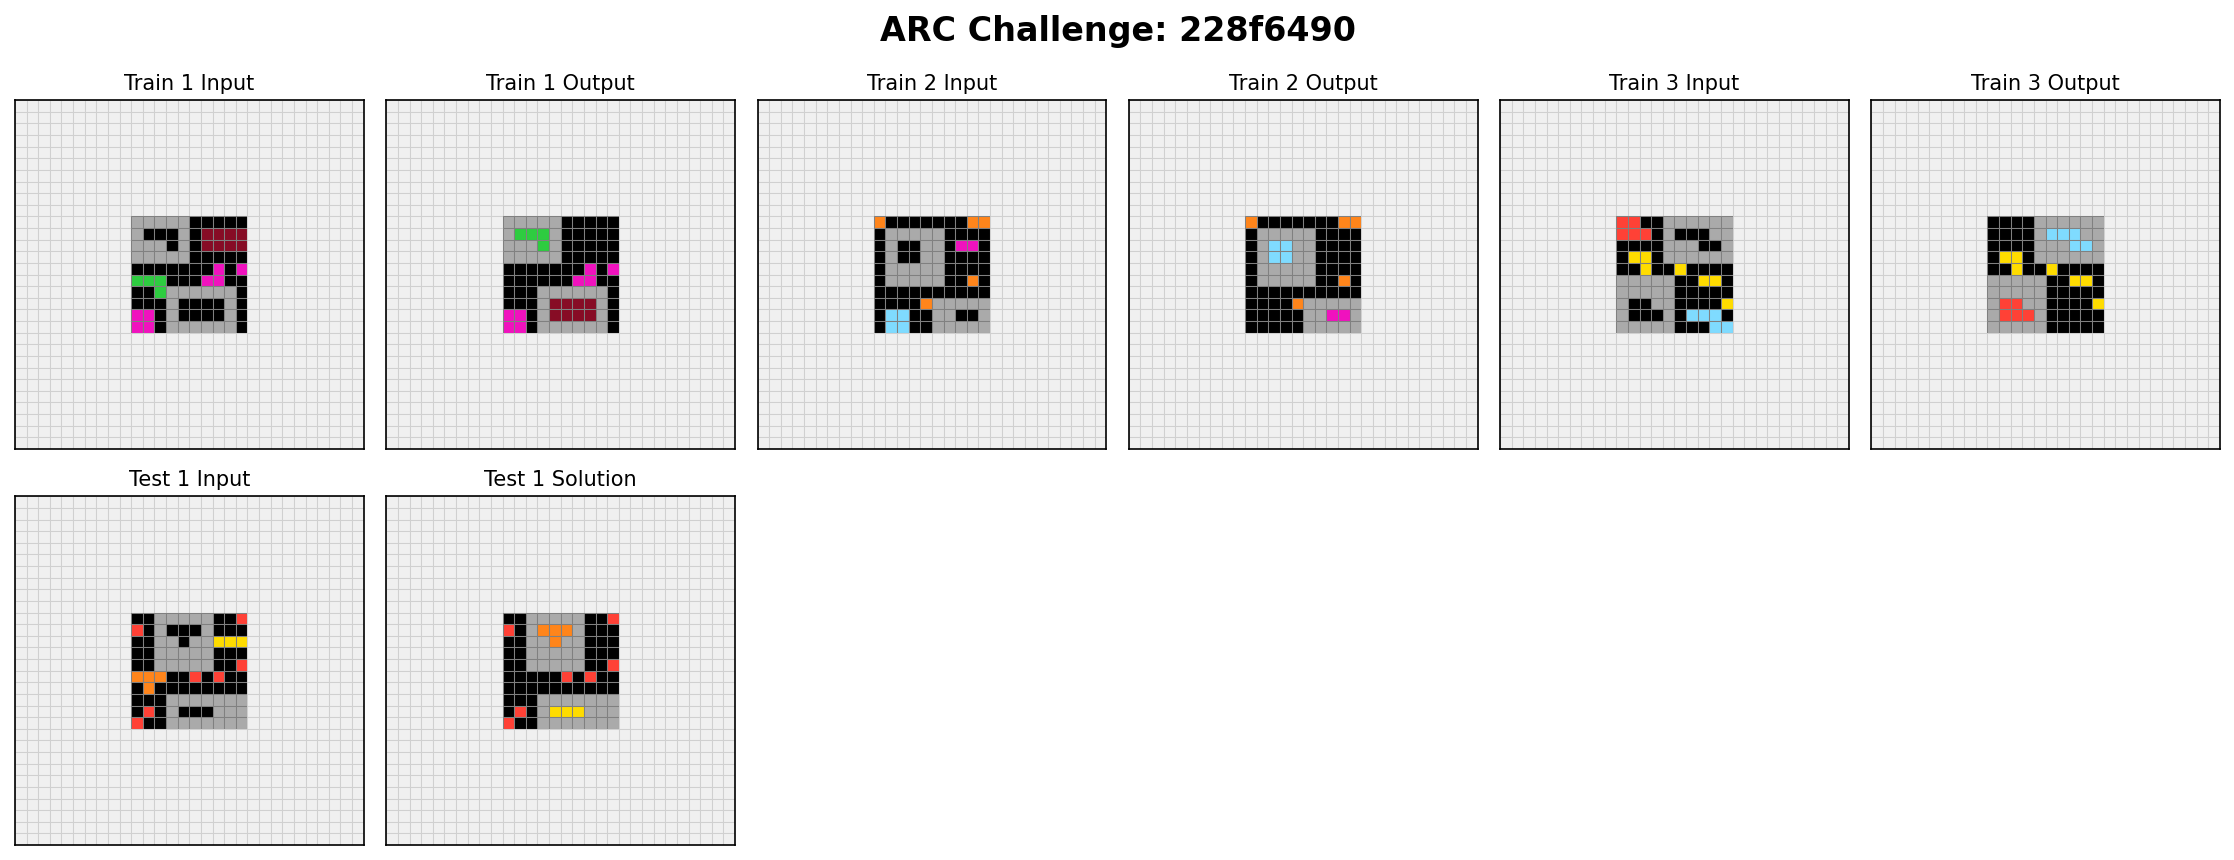 ARC Challenge: 228f6490
Train 1 Input
Train 1 Output
Train 2 Input
Train 2 Output
Train 3 Input
Train 3 Output
Test 1 Input
Test 1 Solution